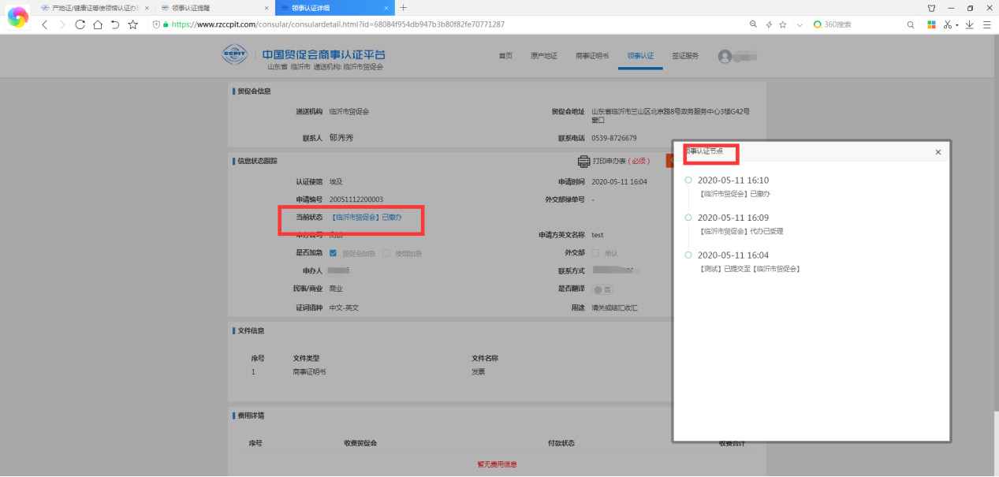 产地证/健康证等使领馆认证办
领事认证提醒
领事认证详细
https://www.rzccpit.com/consular/consulardetail.html?id=68084f954db947b3b80f82fe70771287
360搜索
CCPIT
中国贸促会商事认证平台
山东省 临沂市 递送机构: 临沂市贸促会
首页 原产地证 商事证明书 领事认证 签证服务
贸促会信息
递送机构 临沂市贸促会
贸促会地址 山东省临沂市兰山区北京路8号政务服务中心3楼G42号
窗口
联系人 郇秀秀
联系电话 0539-8726679
信息状态跟踪
打印申办表（必须）
认证使馆 埃及
申请时间 2020-05-11 16:04
申请编号 20051112200003
外交部绿单号 -
当前状态 【临沂市贸促会】已撤办
申办公司 测试
申请方英文名称 test
是否加急 贸促会加急 使馆加急
外交部 单认
申办人
联系方式
民事/商业 商业
是否翻译 否
证词语种 中文-英文
用途 清关或结汇收汇
文件信息
序号 文件类型 文件名称
1 商事证明书 发票
费用详情
序号 收费贸促会 付款状态 收费合计
暂无费用信息
领事认证节点
2020-05-11 16:10
【临沂市贸促会】已撤办
2020-05-11 16:09
【临沂市贸促会】代办已受理
2020-05-11 16:04
【测试】已提交至【临沂市贸促会】